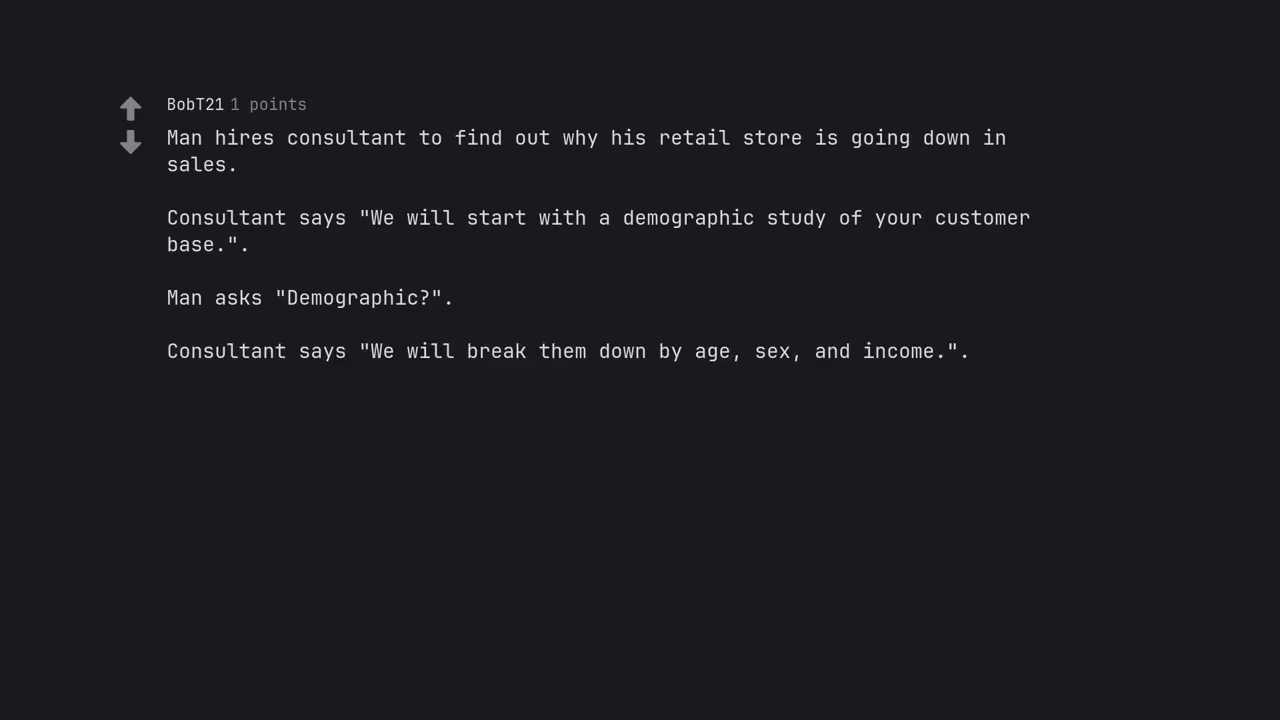 BobT21 1 points
Man hires consultant to find out why his retail store is going down in
sales.
Consultant says "We will start with a demographic study of your customer
base.".
Man asks "Demographic?".
Consultant says "We will break them down by age, sex, and income.".